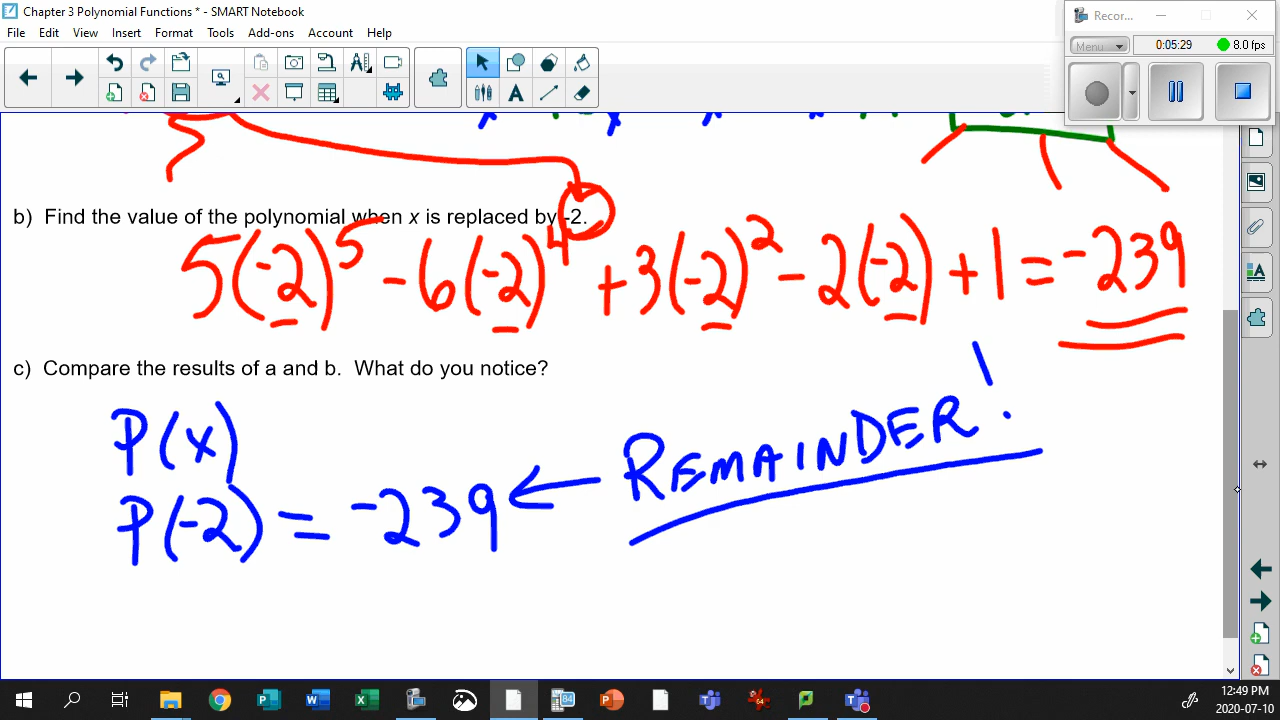 Chapter 3 Polynomial Functions * - SMART Notebook
File Edit View Insert Format Tools Add-ons Account Help
Recor...
Menu
0:05:29
8.0 fps
b) Find the value of the polynomial when x is replaced by -2.
5(-2)^5 - 6(-2)^4 + 3(-2)^2 - 2(-2) + 1 = -239
c) Compare the results of a and b. What do you notice?
P(x)
P(-2) = -239 ← REMAINDER!
12:49 PM
2020-07-10